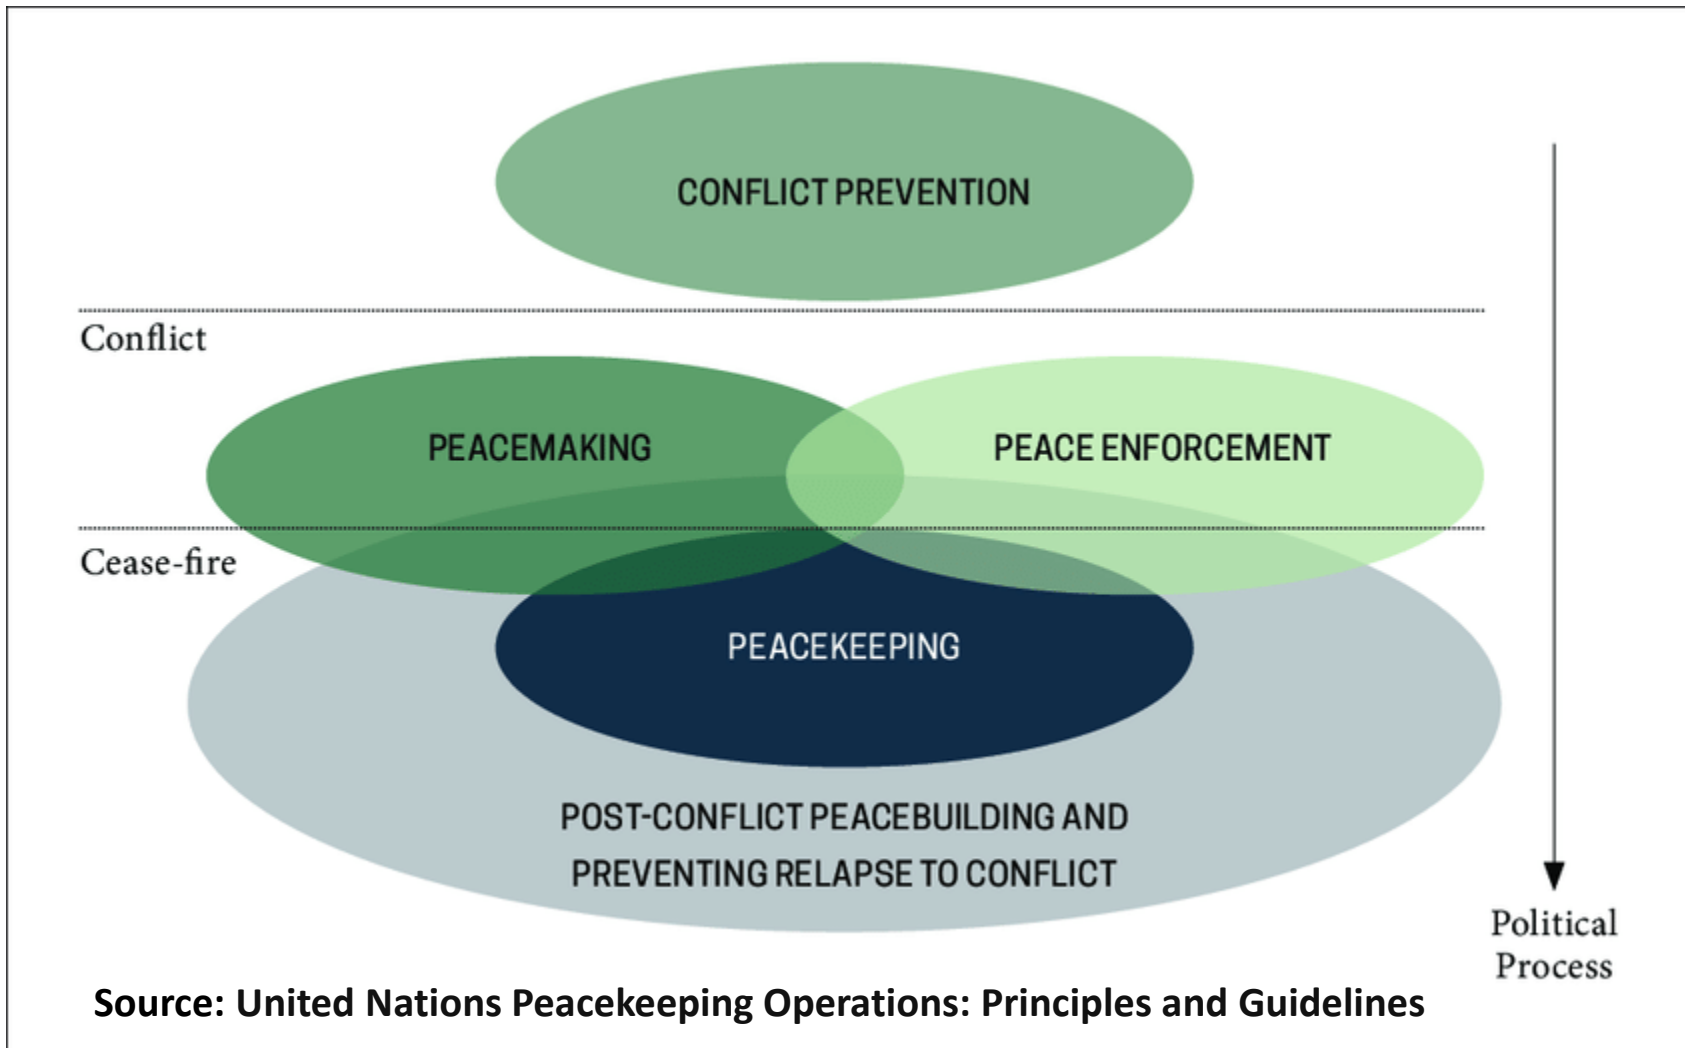 CONFLICT PREVENTION
Conflict
PEACEMAKING
PEACE ENFORCEMENT
Cease-fire
PEACEKEEPING
POST-CONFLICT PEACEBUILDING AND
PREVENTING RELAPSE TO CONFLICT
Political
Process
Source: United Nations Peacekeeping Operations: Principles and Guidelines